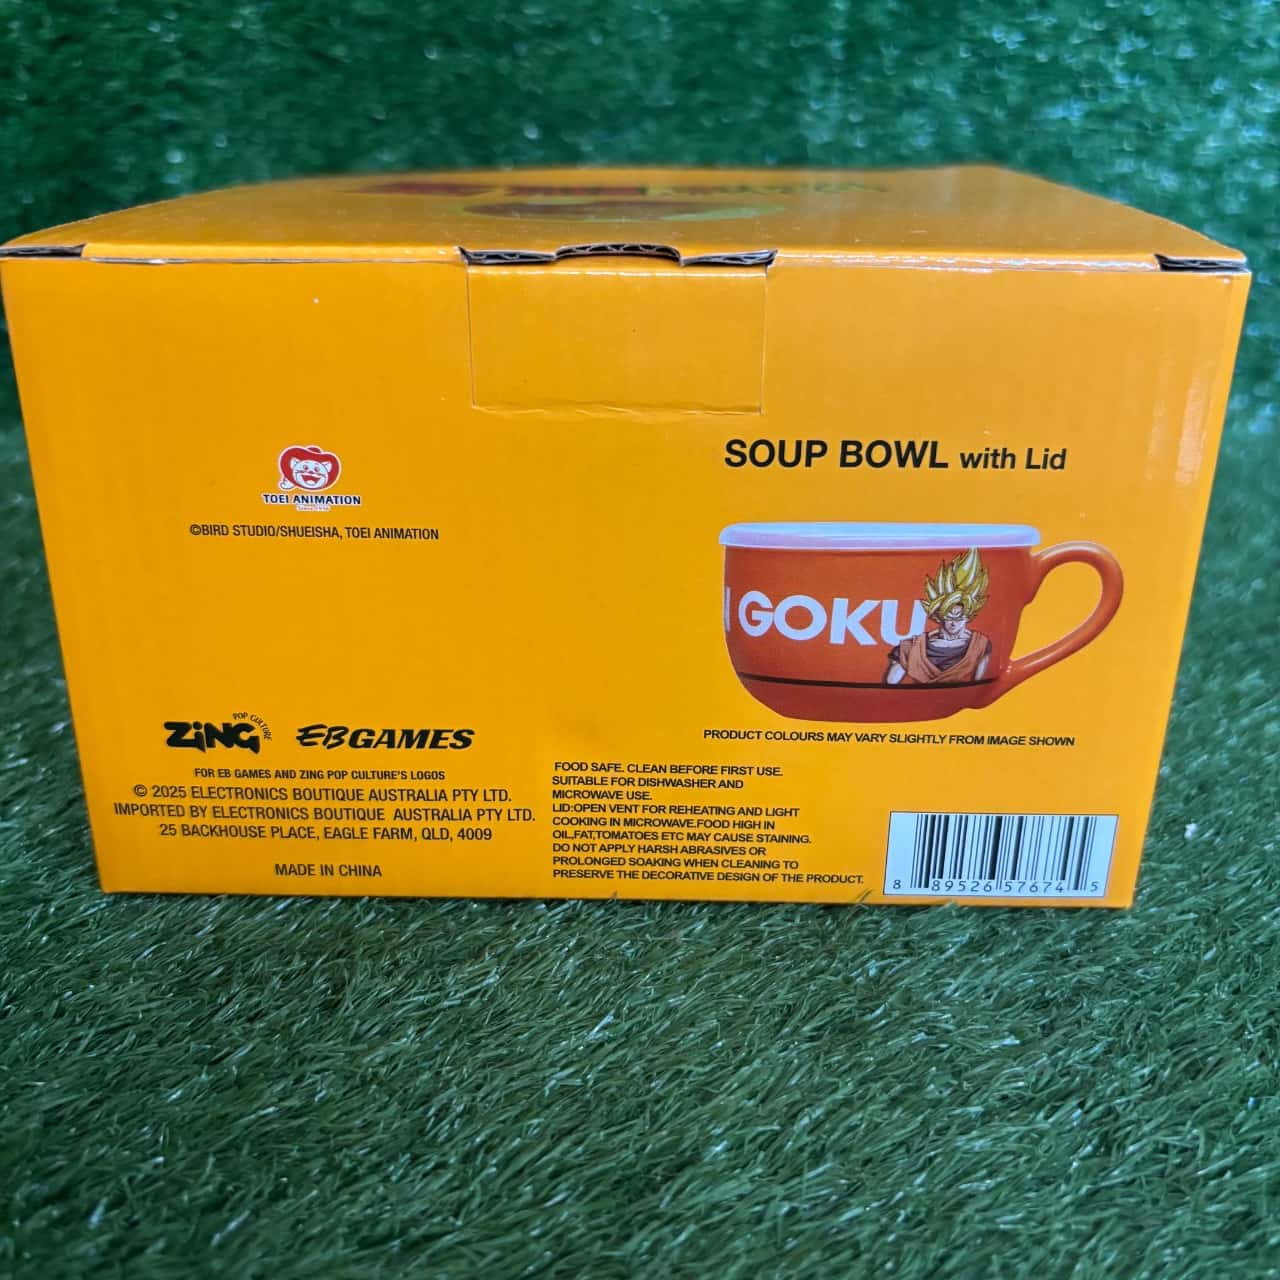 SOUP BOWL with Lid
TOEI ANIMATION
©BIRD STUDIO/SHUEISHA, TOEI ANIMATION
GOKU
PRODUCT COLOURS MAY VARY SLIGHTLY FROM IMAGE SHOWN
ZiNG POP CULTURE
EBGAMES
FOR EB GAMES AND ZING POP CULTURE'S LOGOS
© 2025 ELECTRONICS BOUTIQUE AUSTRALIA PTY LTD.
IMPORTED BY ELECTRONICS BOUTIQUE AUSTRALIA PTY LTD.
25 BACKHOUSE PLACE, EAGLE FARM, QLD, 4009
MADE IN CHINA
FOOD SAFE. CLEAN BEFORE FIRST USE.
SUITABLE FOR DISHWASHER AND
MICROWAVE USE.
LID:OPEN VENT FOR REHEATING AND LIGHT
COOKING IN MICROWAVE.FOOD HIGH IN
OIL,FAT,TOMATOES ETC MAY CAUSE STAINING.
DO NOT APPLY HARSH ABRASIVES OR
PROLONGED SOAKING WHEN CLEANING TO
PRESERVE THE DECORATIVE DESIGN OF THE PRODUCT.
8 89526 57674 5